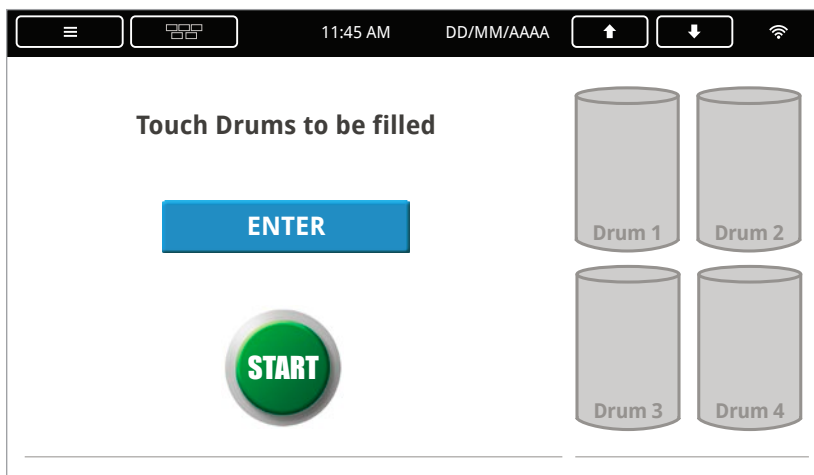 11:45 AM DD/MM/AAAA
Touch Drums to be filled
ENTER
START
Drum 1 Drum 2
Drum 3 Drum 4